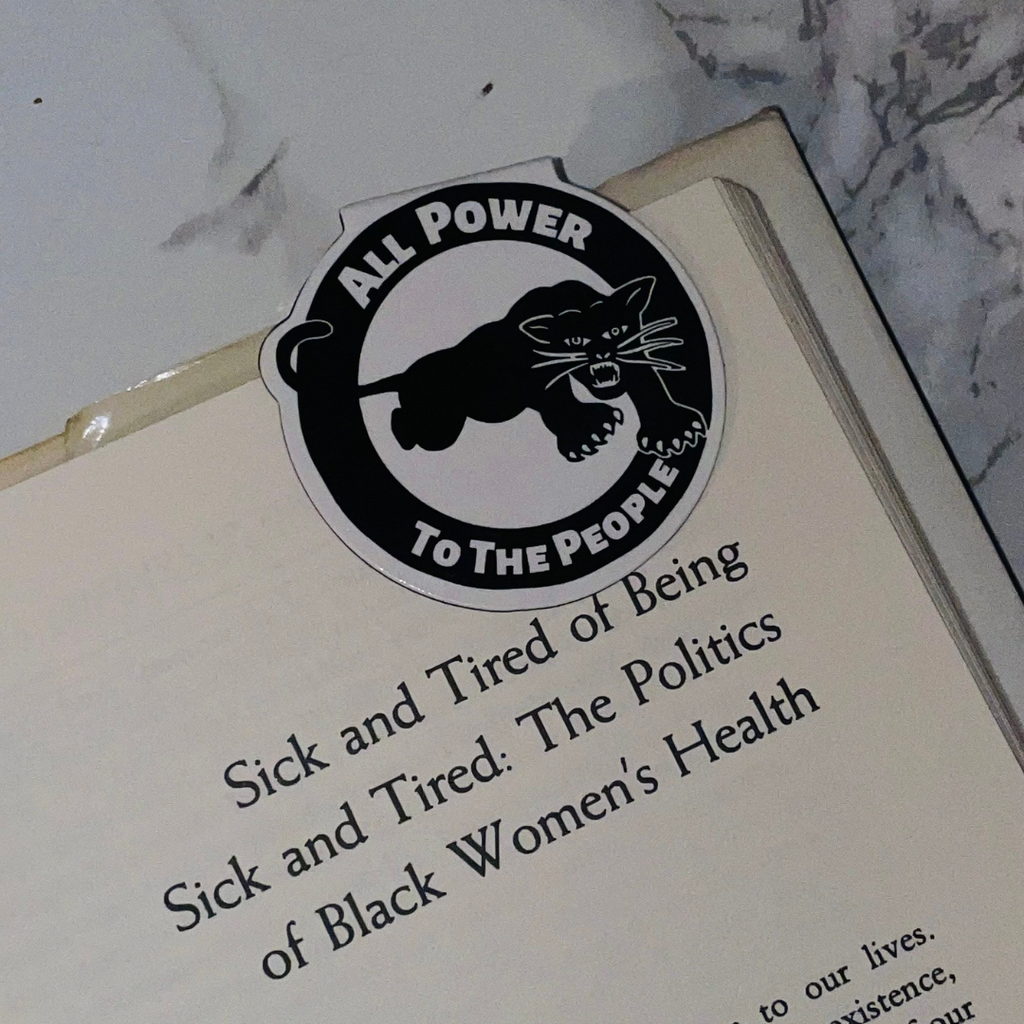 ALL POWER
TO THE PEOPLE
Sick and Tired of Being
Sick and Tired: The Politics
of Black Women's Health
to our lives.
our